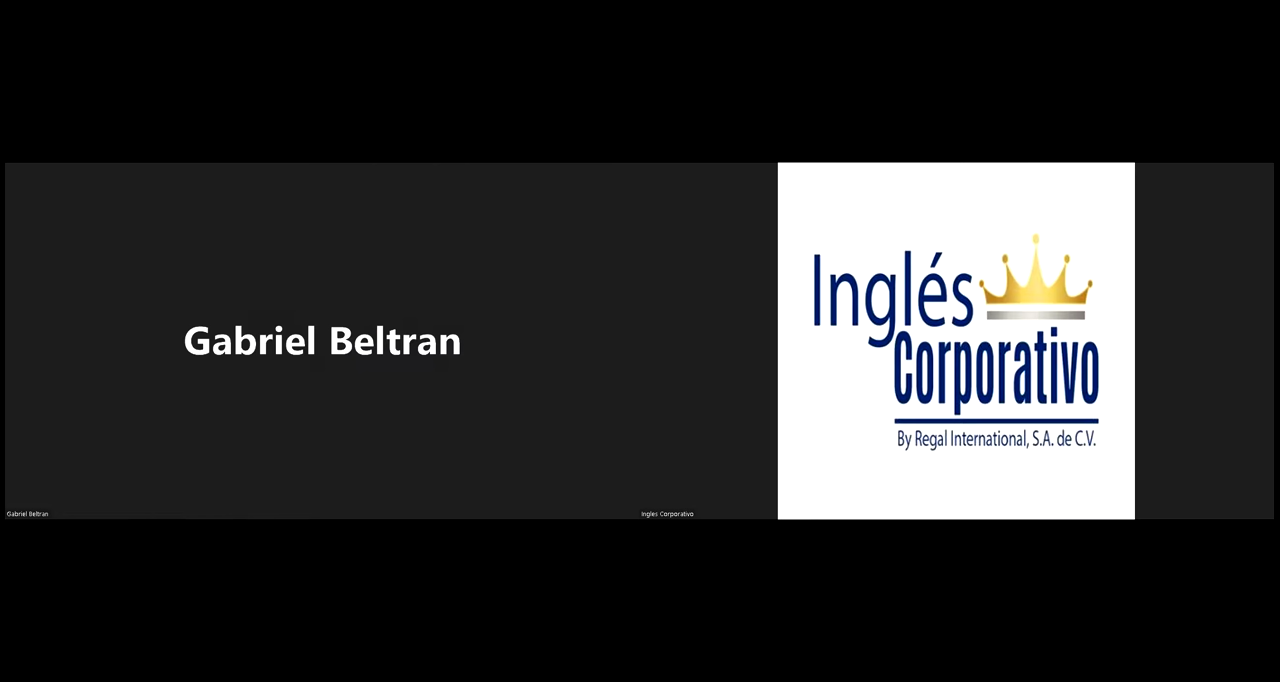 Gabriel Beltran
Gabriel Beltran
Inglés
Corporativo
By Regal International, S.A. de C.V.
Ingles Corporativo